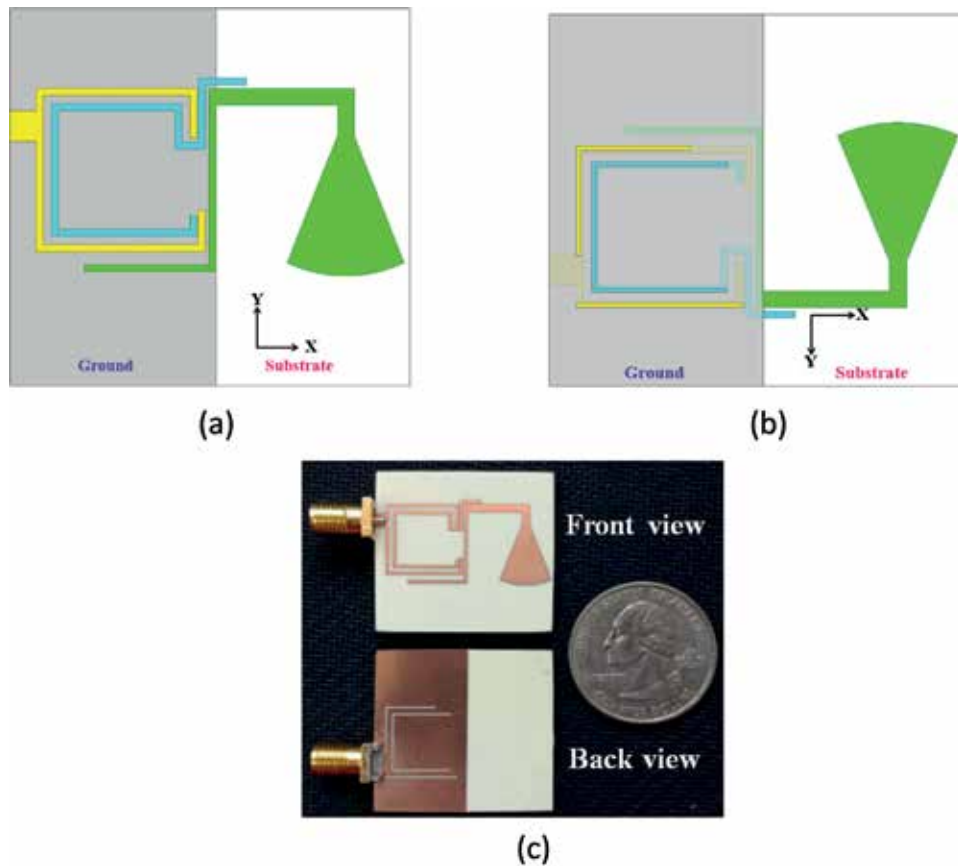 Y
X
Ground
Substrate
(a)
X
Y
Ground
Substrate
(b)
Front view
Back view
(c)